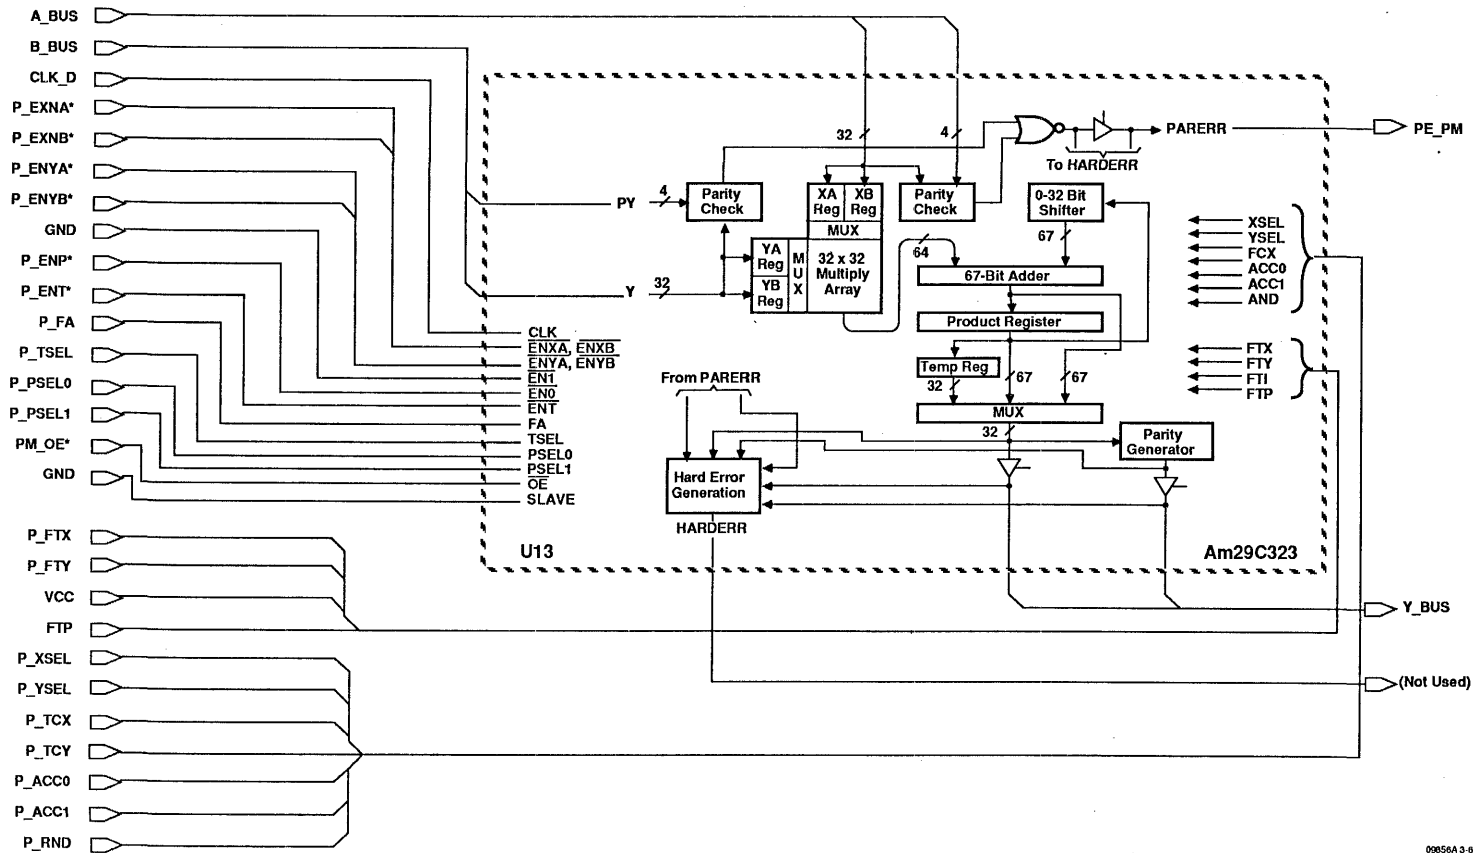 A_BUS
B_BUS
CLK_D
P_EXNA*
P_EXNB*
P_ENYA*
P_ENYB*
GND
P_ENP*
P_ENT*
P_FA
P_TSEL
P_PSEL0
P_PSEL1
PM_OE*
GND
P_FTX
P_FTY
VCC
FTP
P_XSEL
P_YSEL
P_TCX
P_TCY
P_ACC0
P_ACC1
P_RND
PY
4
Y
32
CLK
ENXA, ENXB
ENYA, ENYB
EN1
EN0
ENT
FA
TSEL
PSEL0
PSEL1
OE
SLAVE
U13
Parity
Check
32
4
XA
Reg
XB
Reg
MUX
YA
Reg
YB
Reg
MUX
32 x 32
Multiply
Array
Parity
Check
To HARDERR
PARERR
PE_PM
0-32 Bit
Shifter
67
64
67-Bit Adder
Product Register
Temp Reg
32
67
67
MUX
32
Parity
Generator
From PARERR
Hard Error
Generation
HARDERR
XSEL
YSEL
FCX
ACC0
ACC1
AND
FTX
FTY
FTI
FTP
Am29C323
Y_BUS
(Not Used)
09856A 3-6